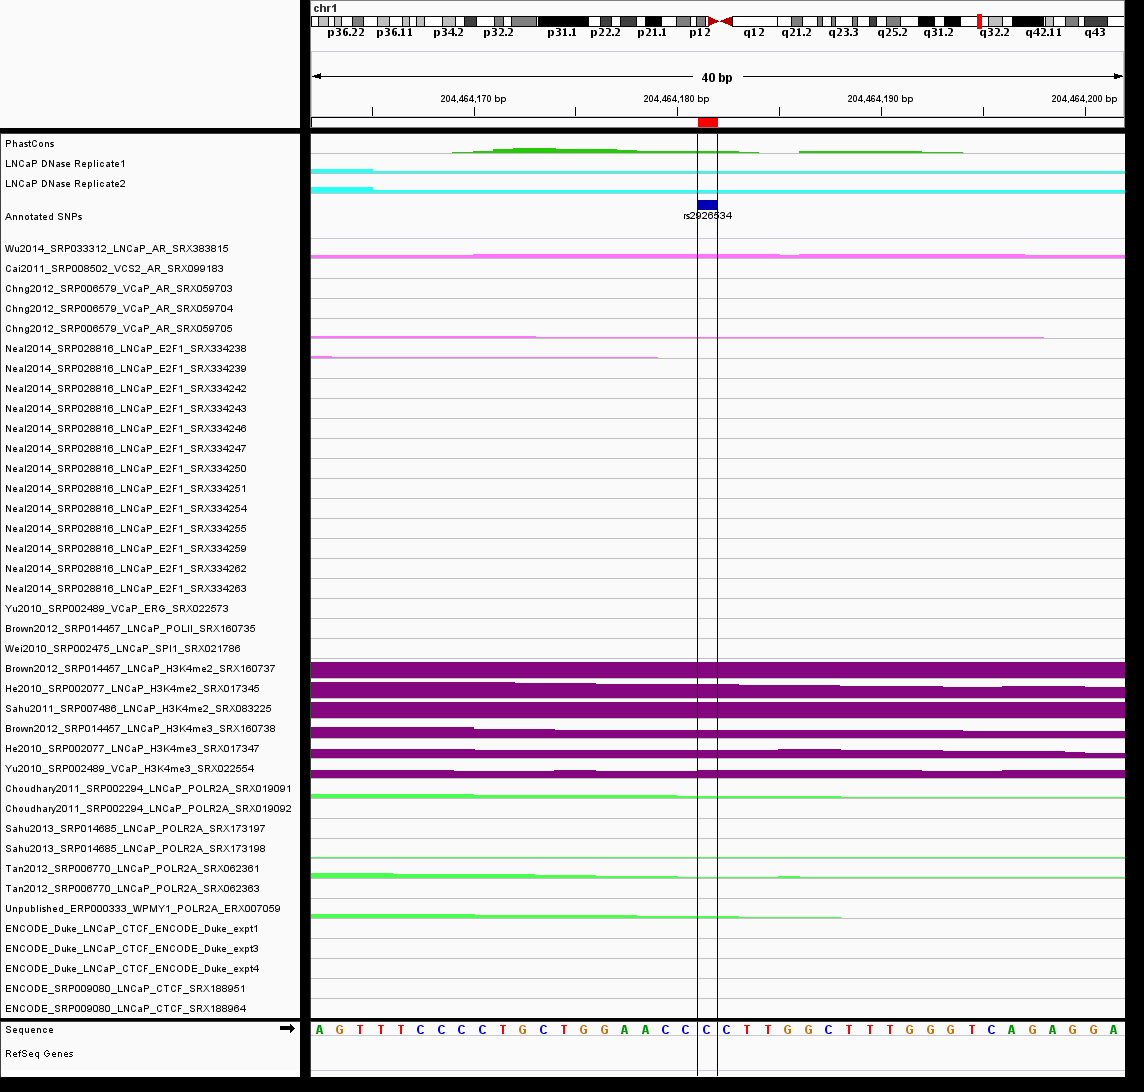 chr1
p36.22 p36.11 p34.2 p32.2 p31.1 p22.2 p21.1 p12 q12 q21.2 q23.3 q25.2 q31.2 q32.2 q42.11 q43
40 bp
204,464,170 bp 204,464,180 bp 204,464,190 bp 204,464,200 bp
PhastCons
LNCaP DNase Replicate1
LNCaP DNase Replicate2
Annotated SNPs rs2926534
Wu2014_SRP033312_LNCaP_AR_SRX383815
Cai2011_SRP008502_VCS2_AR_SRX099183
Chng2012_SRP006579_VCaP_AR_SRX059703
Chng2012_SRP006579_VCaP_AR_SRX059704
Chng2012_SRP006579_VCaP_AR_SRX059705
Neal2014_SRP028816_LNCaP_E2F1_SRX334238
Neal2014_SRP028816_LNCaP_E2F1_SRX334239
Neal2014_SRP028816_LNCaP_E2F1_SRX334242
Neal2014_SRP028816_LNCaP_E2F1_SRX334243
Neal2014_SRP028816_LNCaP_E2F1_SRX334246
Neal2014_SRP028816_LNCaP_E2F1_SRX334247
Neal2014_SRP028816_LNCaP_E2F1_SRX334250
Neal2014_SRP028816_LNCaP_E2F1_SRX334251
Neal2014_SRP028816_LNCaP_E2F1_SRX334254
Neal2014_SRP028816_LNCaP_E2F1_SRX334255
Neal2014_SRP028816_LNCaP_E2F1_SRX334259
Neal2014_SRP028816_LNCaP_E2F1_SRX334262
Neal2014_SRP028816_LNCaP_E2F1_SRX334263
Yu2010_SRP002489_VCaP_ERG_SRX022573
Brown2012_SRP014457_LNCaP_POLII_SRX160735
Wei2010_SRP002475_LNCaP_SPI1_SRX021786
Brown2012_SRP014457_LNCaP_H3K4me2_SRX160737
He2010_SRP002077_LNCaP_H3K4me2_SRX017345
Sahu2011_SRP007486_LNCaP_H3K4me2_SRX083225
Brown2012_SRP014457_LNCaP_H3K4me3_SRX160738
He2010_SRP002077_LNCaP_H3K4me3_SRX017347
Yu2010_SRP002489_VCaP_H3K4me3_SRX022554
Choudhary2011_SRP002294_LNCaP_POLR2A_SRX019091
Choudhary2011_SRP002294_LNCaP_POLR2A_SRX019092
Sahu2013_SRP014685_LNCaP_POLR2A_SRX173197
Sahu2013_SRP014685_LNCaP_POLR2A_SRX173198
Tan2012_SRP006770_LNCaP_POLR2A_SRX062361
Tan2012_SRP006770_LNCaP_POLR2A_SRX062363
Unpublished_ERP000333_WPMY1_POLR2A_ERX007059
ENCODE_Duke_LNCaP_CTCF_ENCODE_Duke_expt1
ENCODE_Duke_LNCaP_CTCF_ENCODE_Duke_expt3
ENCODE_Duke_LNCaP_CTCF_ENCODE_Duke_expt4
ENCODE_SRP009080_LNCaP_CTCF_SRX188951
ENCODE_SRP009080_LNCaP_CTCF_SRX188964
Sequence A G T T T C C C C T G C T G G A A C C C C T T G G C T T T G G G T C A G A G G A
RefSeq Genes